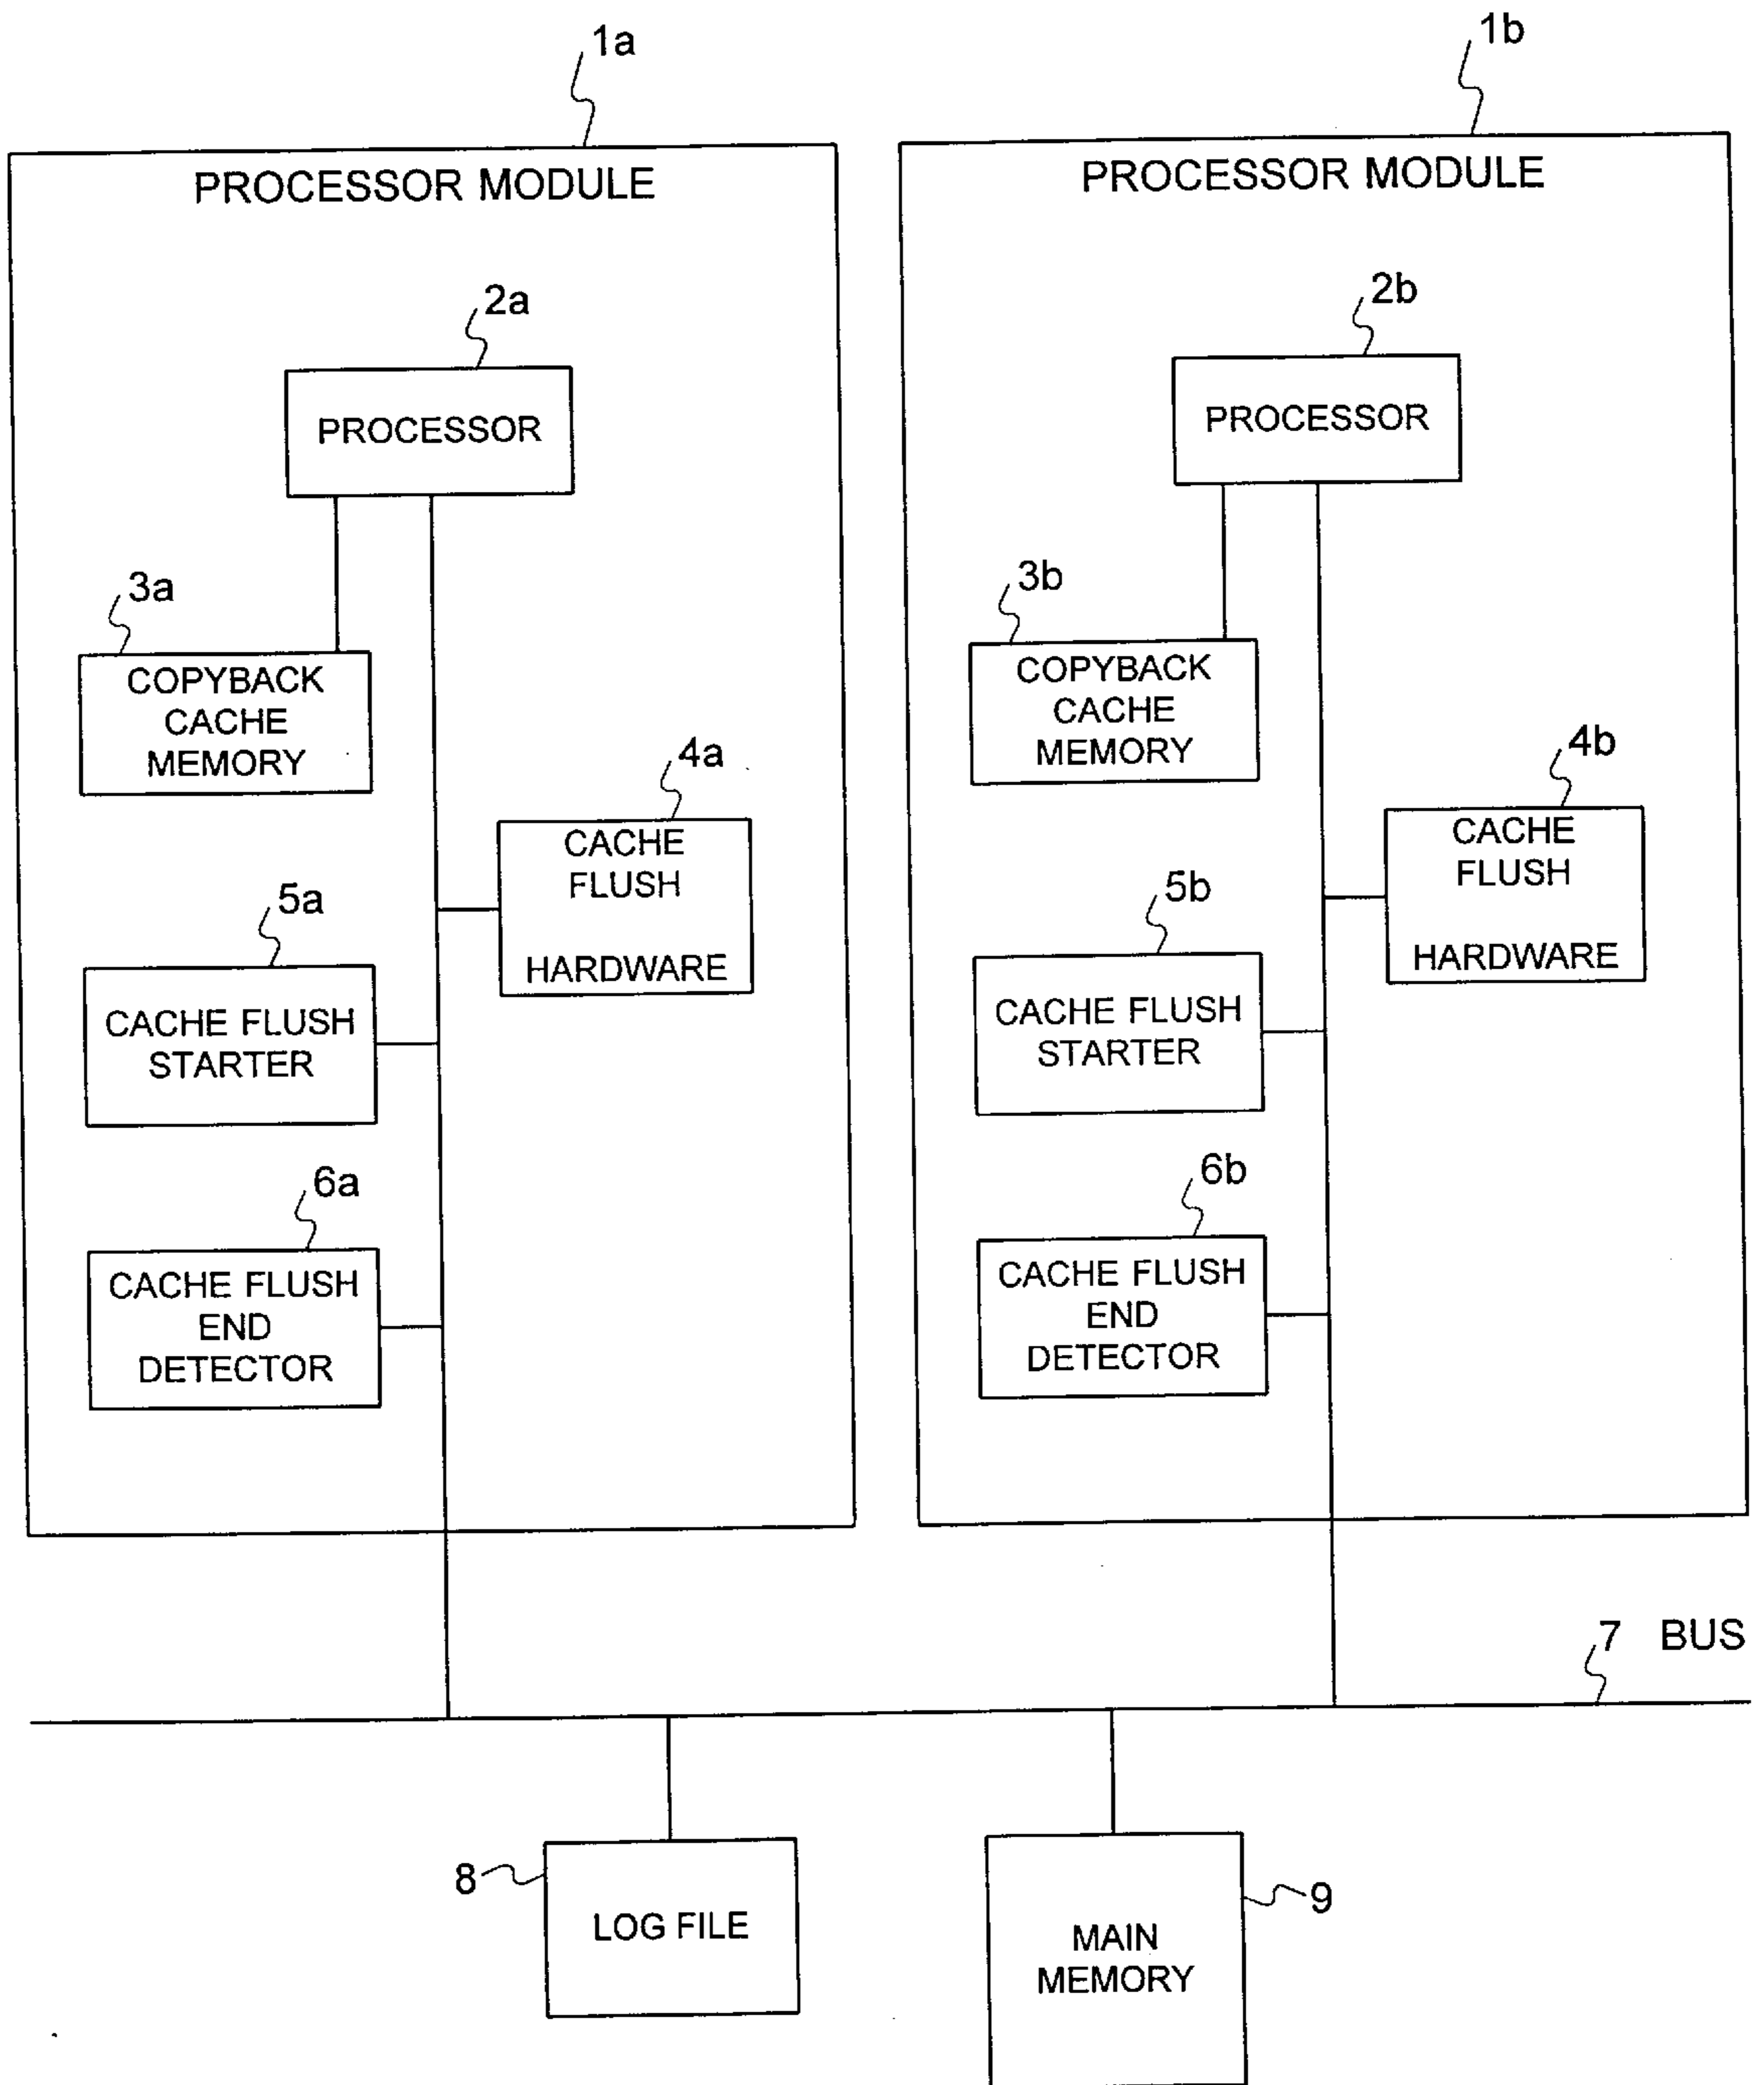 1a
1b
PROCESSOR MODULE
PROCESSOR MODULE
2a
2b
PROCESSOR
PROCESSOR
3a
3b
COPYBACK
CACHE
MEMORY
COPYBACK
CACHE
MEMORY
4a
4b
CACHE
FLUSH
HARDWARE
CACHE
FLUSH
HARDWARE
5a
5b
CACHE FLUSH
STARTER
CACHE FLUSH
STARTER
6a
6b
CACHE FLUSH
END
DETECTOR
CACHE FLUSH
END
DETECTOR
7 BUS
8
LOG FILE
9
MAIN
MEMORY